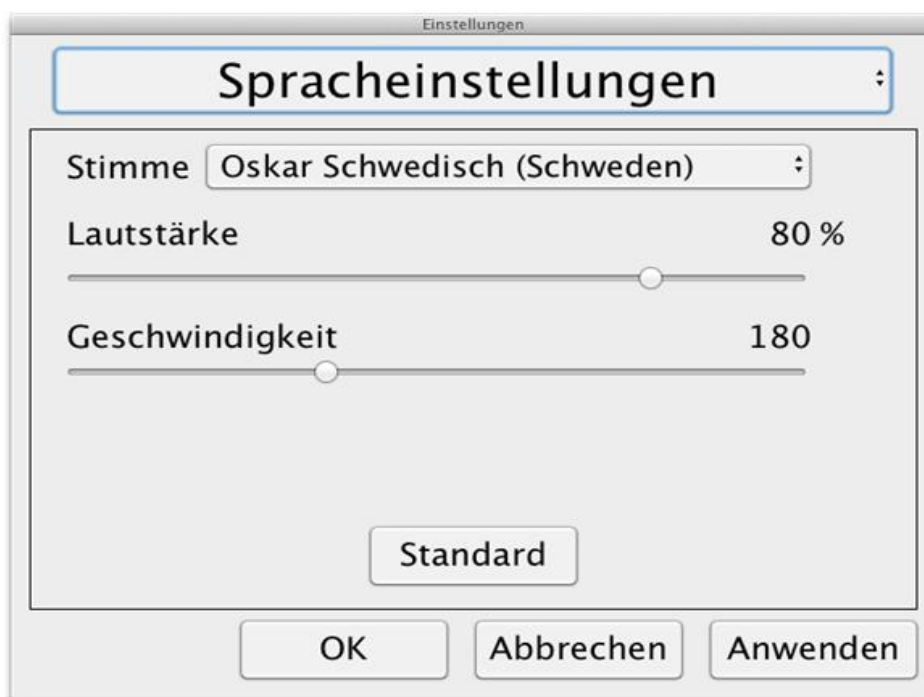 Einstellungen
Spracheinstellungen
Stimme Oskar Schwedisch (Schweden)
Lautstärke 80 %
Geschwindigkeit 180
Standard
OK Abbrechen Anwenden